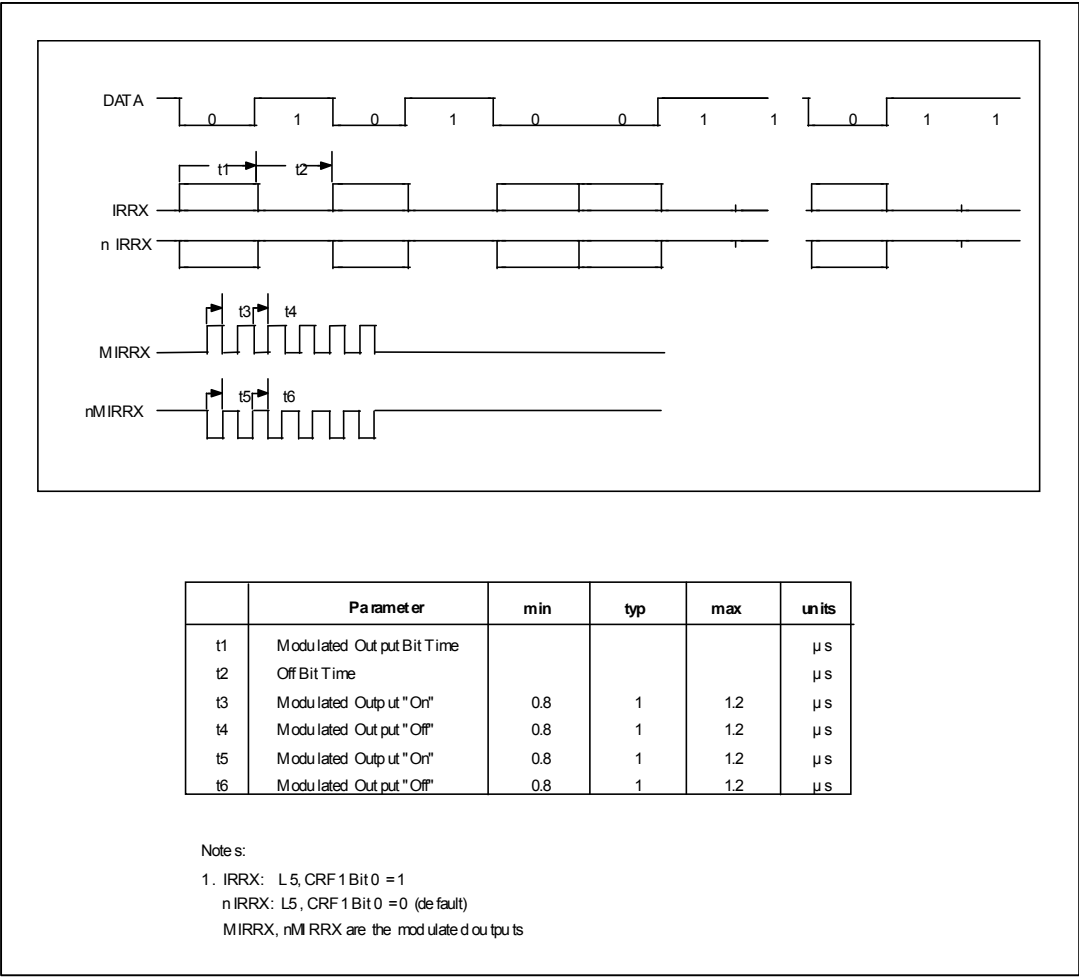 DATA
0 1 0 1 0 0 1 1 0 1 1
t1 t2
IRRX
n IRRX
t3 t4
MIRRX
t5 t6
nMIRRX
Parameter min typ max units
t1 Modulated Output Bit Time µs
t2 Off Bit Time µs
t3 Modulated Output "On" 0.8 1 1.2 µs
t4 Modulated Output "Off" 0.8 1 1.2 µs
t5 Modulated Output "On" 0.8 1 1.2 µs
t6 Modulated Output "Off" 0.8 1 1.2 µs
Notes:
1. IRRX: L5, CRF1 Bit 0 = 1
nIRRX: L5, CRF1 Bit 0 = 0 (default)
MIRRX, nMIRRX are the modulated outputs